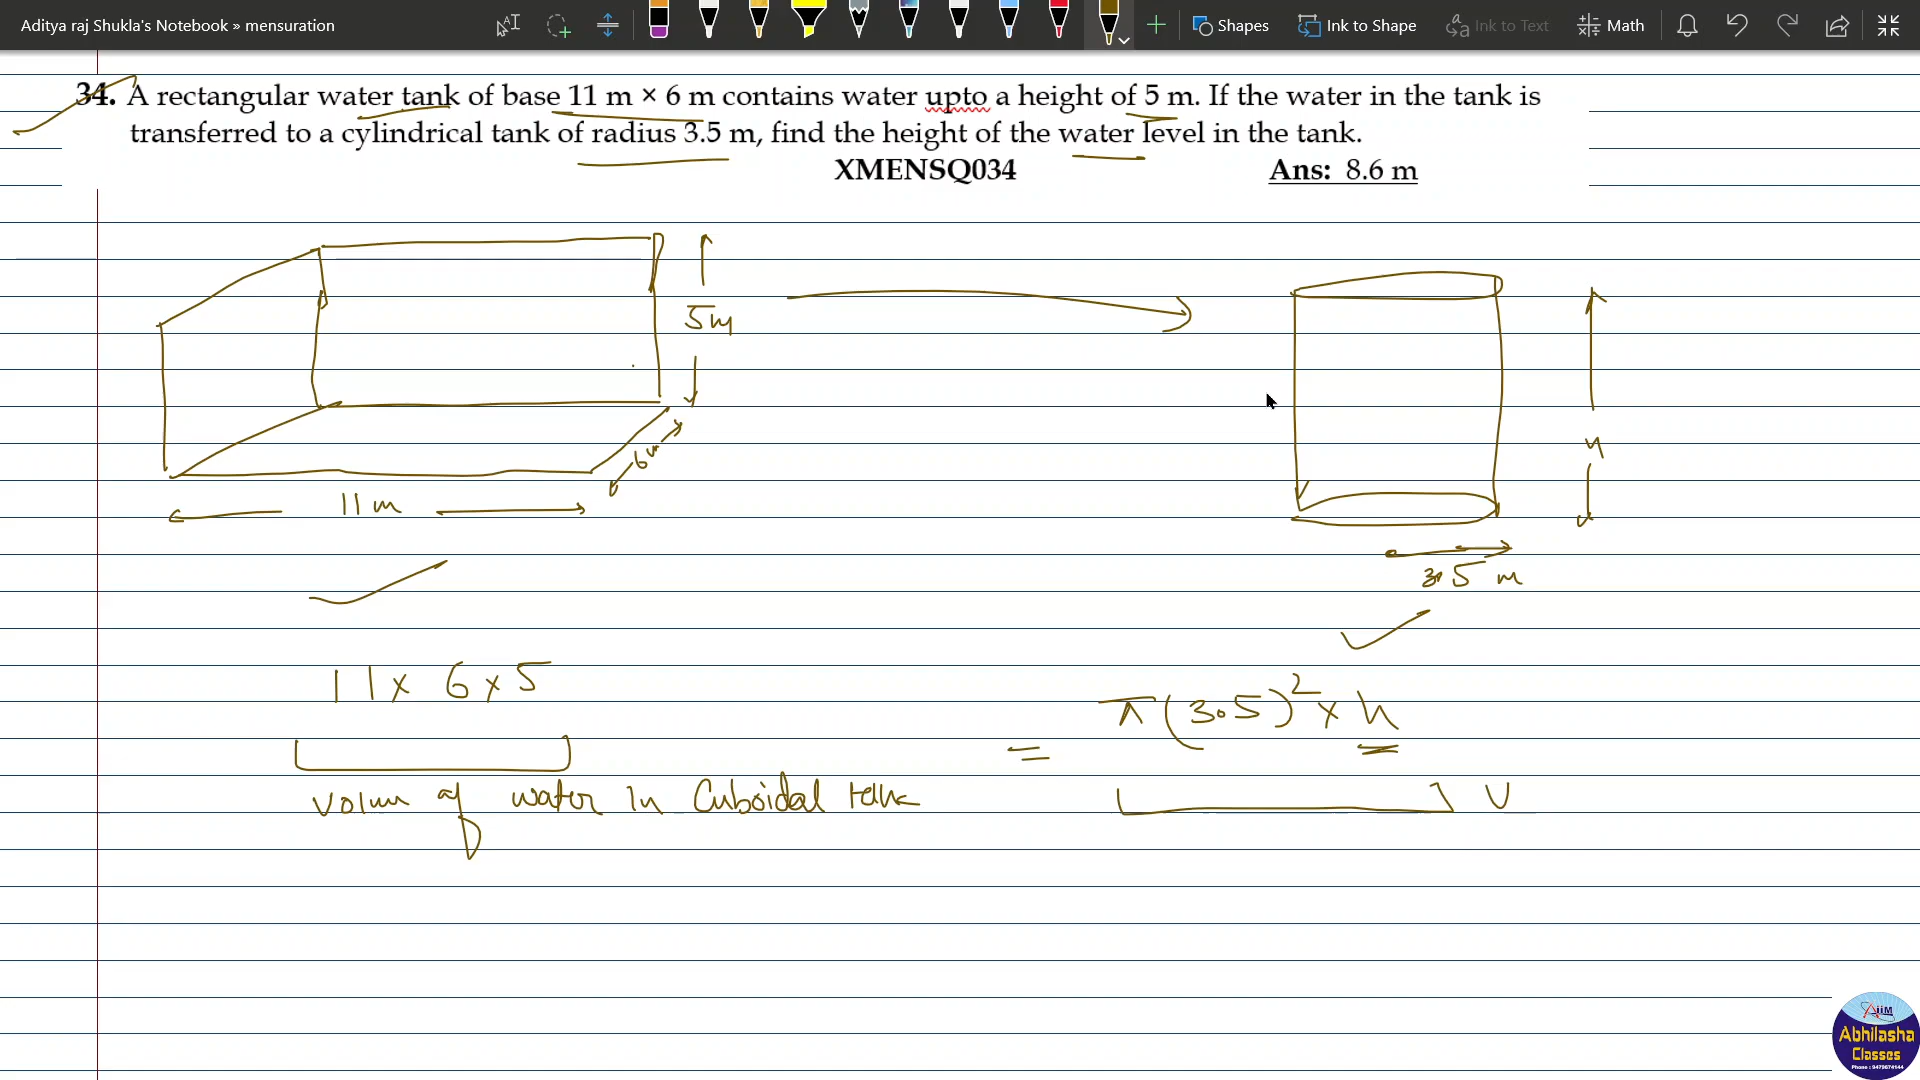 Aditya raj Shukla's Notebook » mensuration
Shapes
Ink to Shape
Ink to Text
Math
34. A rectangular water tank of base 11 m × 6 m contains water upto a height of 5 m. If the water in the tank is
transferred to a cylindrical tank of radius 3.5 m, find the height of the water level in the tank.
XMENSQ034 Ans: 8.6 m
5m
6m
11 m
h
3.5 m
11 x 6 x 5
= π(3.5)² x h
volum of water in Cuboidal tank
V
AiiM
Abhilasha
Classes
Phone : 9479874144